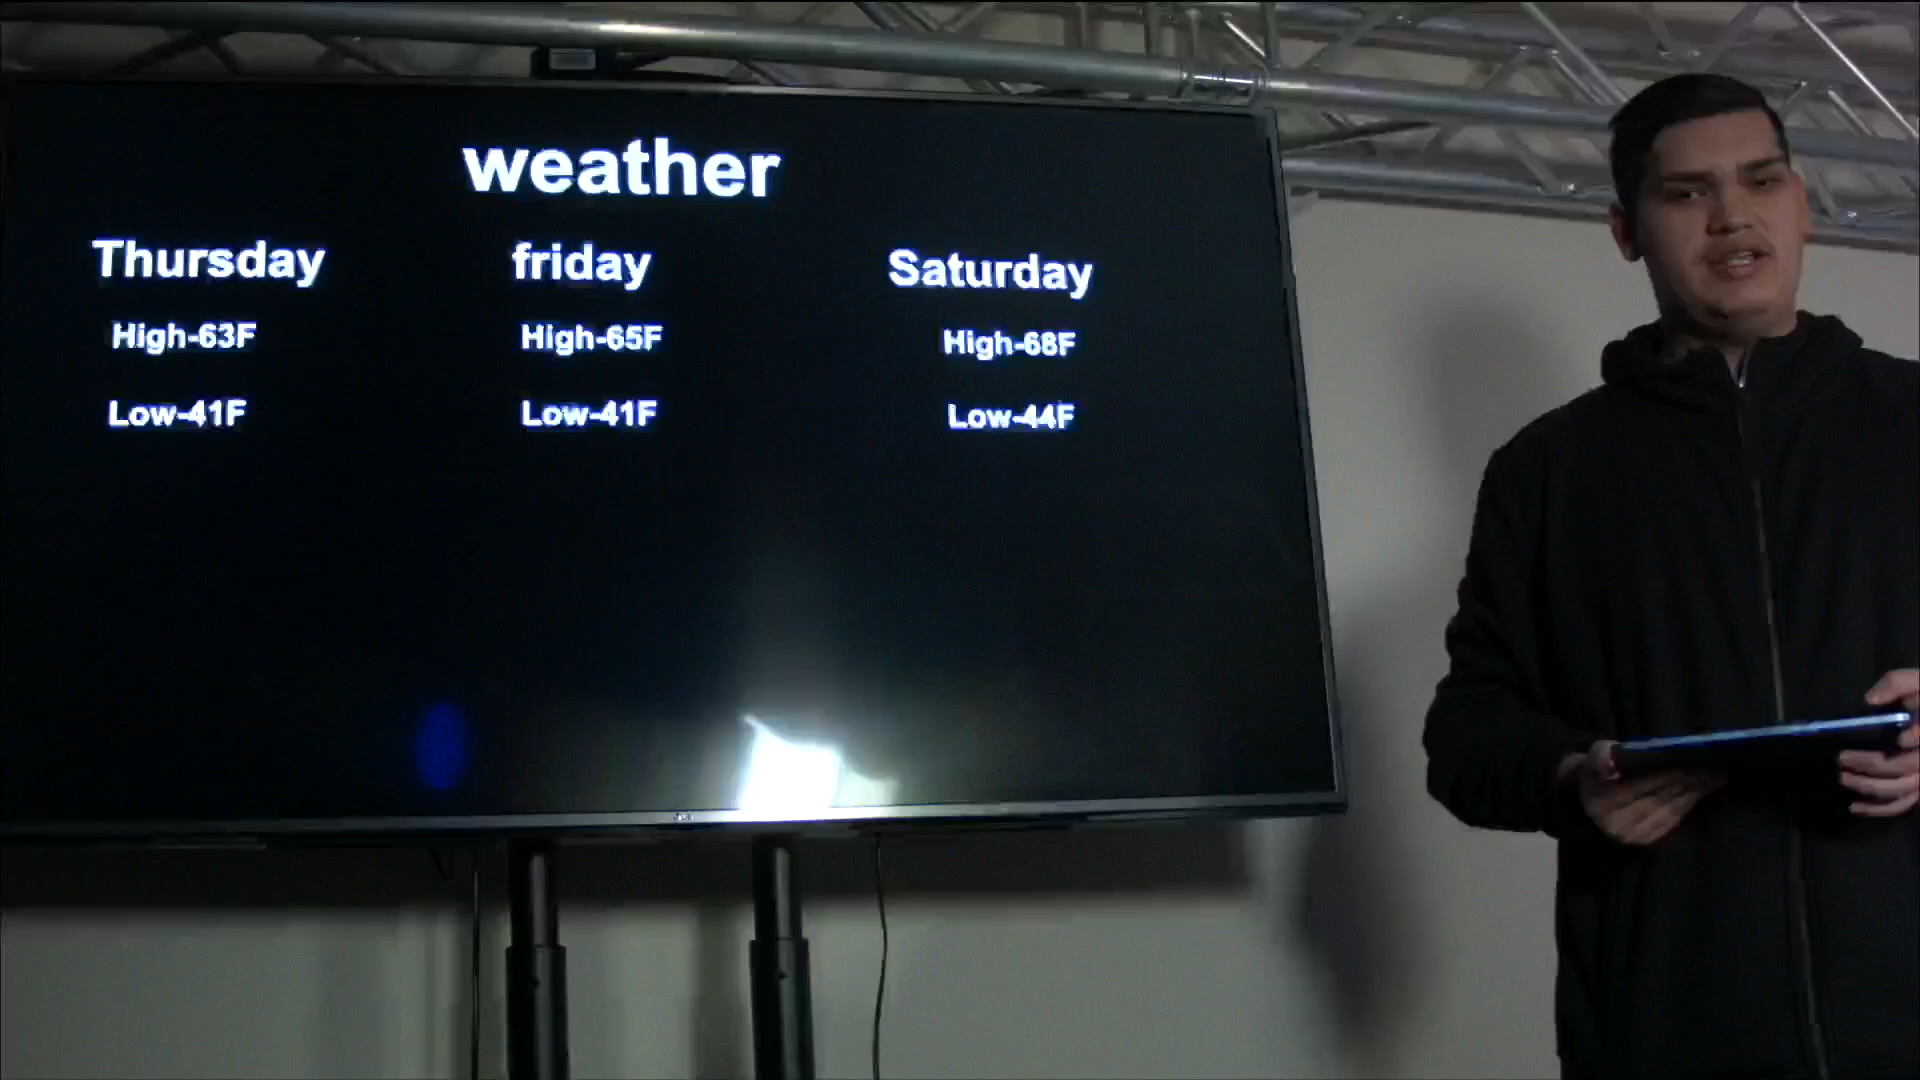 weather
Thursday friday Saturday
High-63F High-65F High-68F
Low-41F Low-41F Low-44F